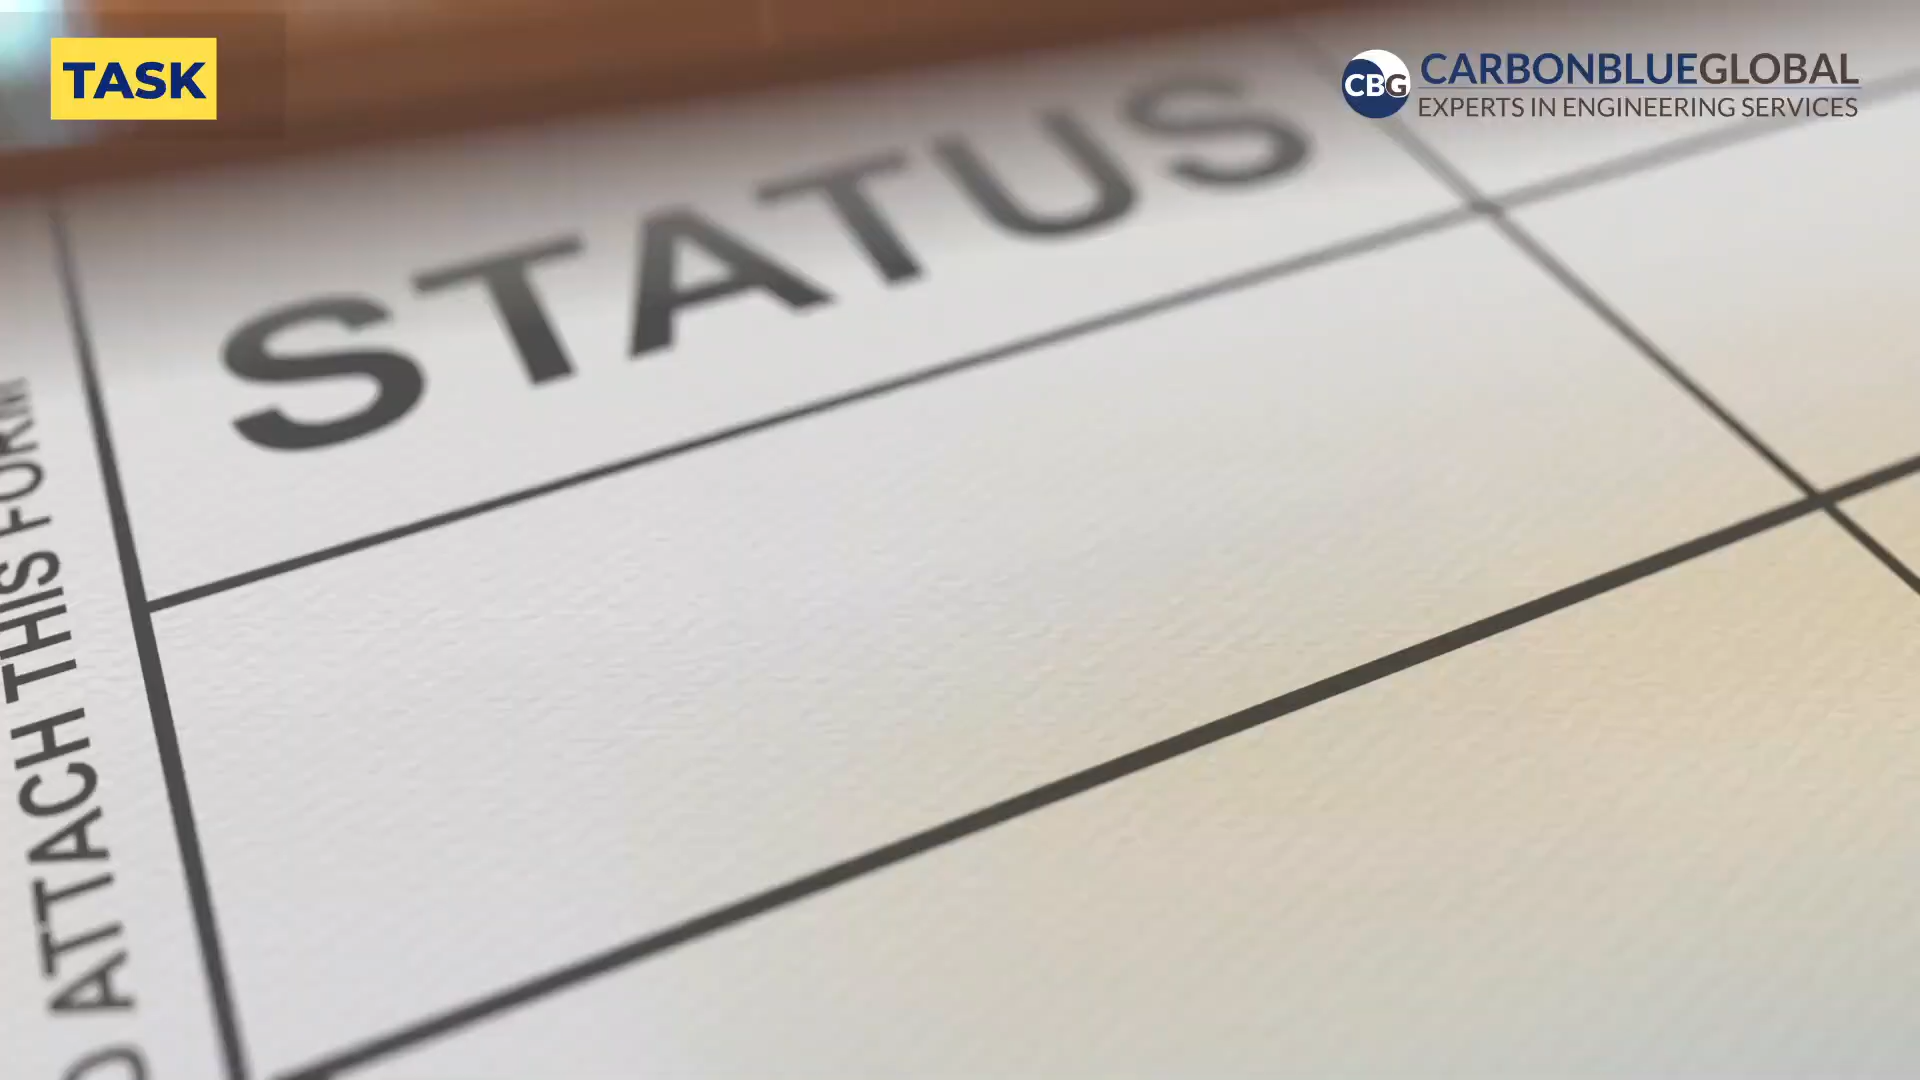 TASK
CBG CARBONBLUEGLOBAL
EXPERTS IN ENGINEERING SERVICES
STATUS
ATTACH THIS FORM